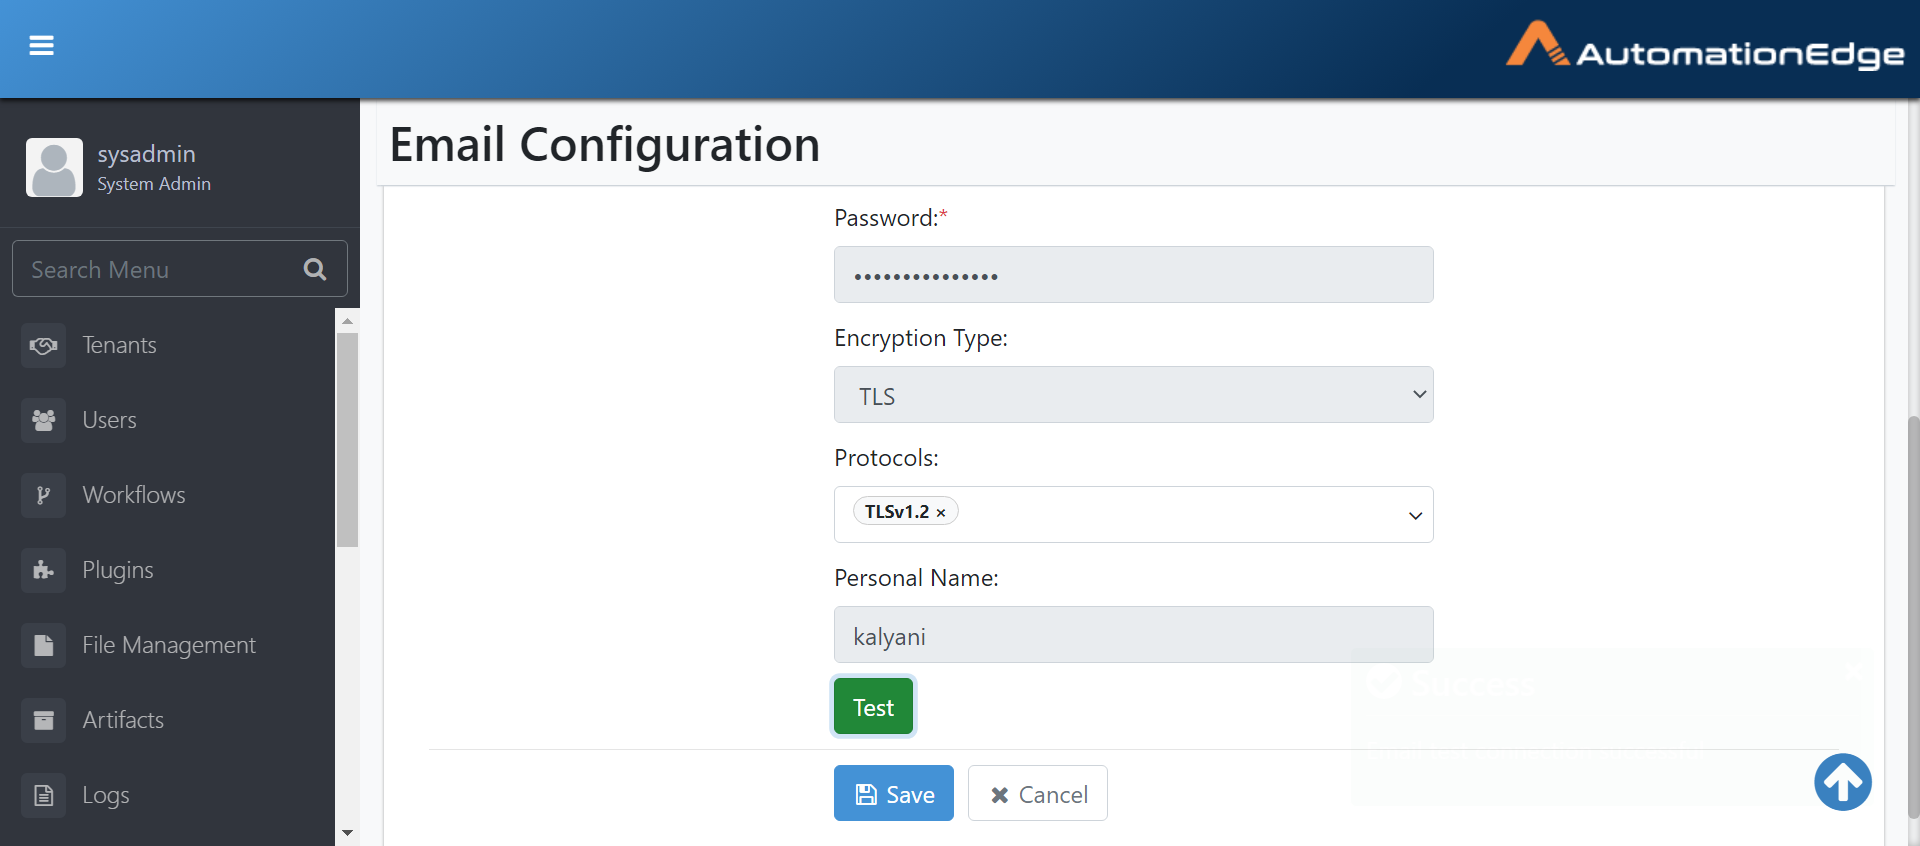 AutomationEdge
sysadmin
System Admin
Search Menu
Tenants
Users
Workflows
Plugins
File Management
Artifacts
Logs
Email Configuration
Password:*
•••••••••••••••
Encryption Type:
TLS
Protocols:
TLSv1.2 ×
Personal Name:
kalyani
Test
Success
Save
Cancel